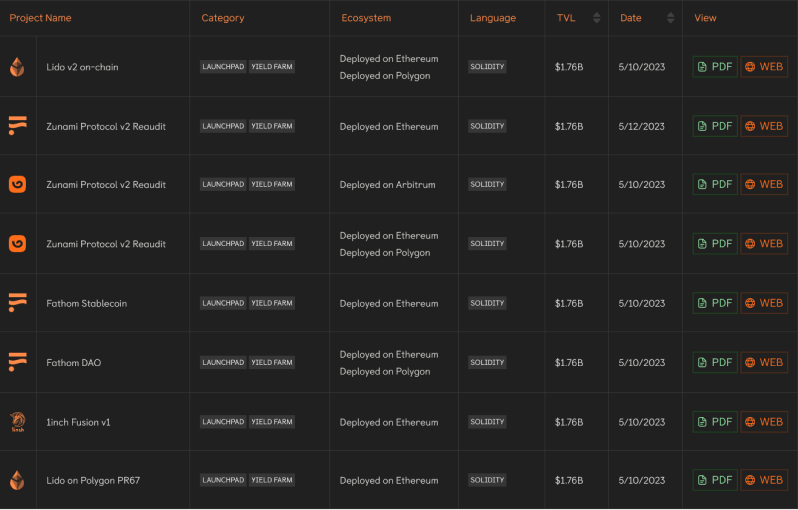 Project Name Category Ecosystem Language TVL Date View
Lido v2 on-chain LAUNCHPAD YIELD FARM Deployed on Ethereum SOLIDITY $1.76B 5/10/2023 PDF WEB
Deployed on Polygon
Zunami Protocol v2 Reaudit LAUNCHPAD YIELD FARM Deployed on Ethereum SOLIDITY $1.76B 5/12/2023 PDF WEB
Zunami Protocol v2 Reaudit LAUNCHPAD YIELD FARM Deployed on Arbitrum SOLIDITY $1.76B 5/10/2023 PDF WEB
Zunami Protocol v2 Reaudit LAUNCHPAD YIELD FARM Deployed on Ethereum SOLIDITY $1.76B 5/10/2023 PDF WEB
Deployed on Polygon
Fathom Stablecoin LAUNCHPAD YIELD FARM Deployed on Ethereum SOLIDITY $1.76B 5/10/2023 PDF WEB
Fathom DAO LAUNCHPAD YIELD FARM Deployed on Ethereum SOLIDITY $1.76B 5/10/2023 PDF WEB
Deployed on Polygon
1inch Fusion v1 LAUNCHPAD YIELD FARM Deployed on Ethereum SOLIDITY $1.76B 5/10/2023 PDF WEB
Lido on Polygon PR67 LAUNCHPAD YIELD FARM Deployed on Ethereum SOLIDITY $1.76B 5/10/2023 PDF WEB